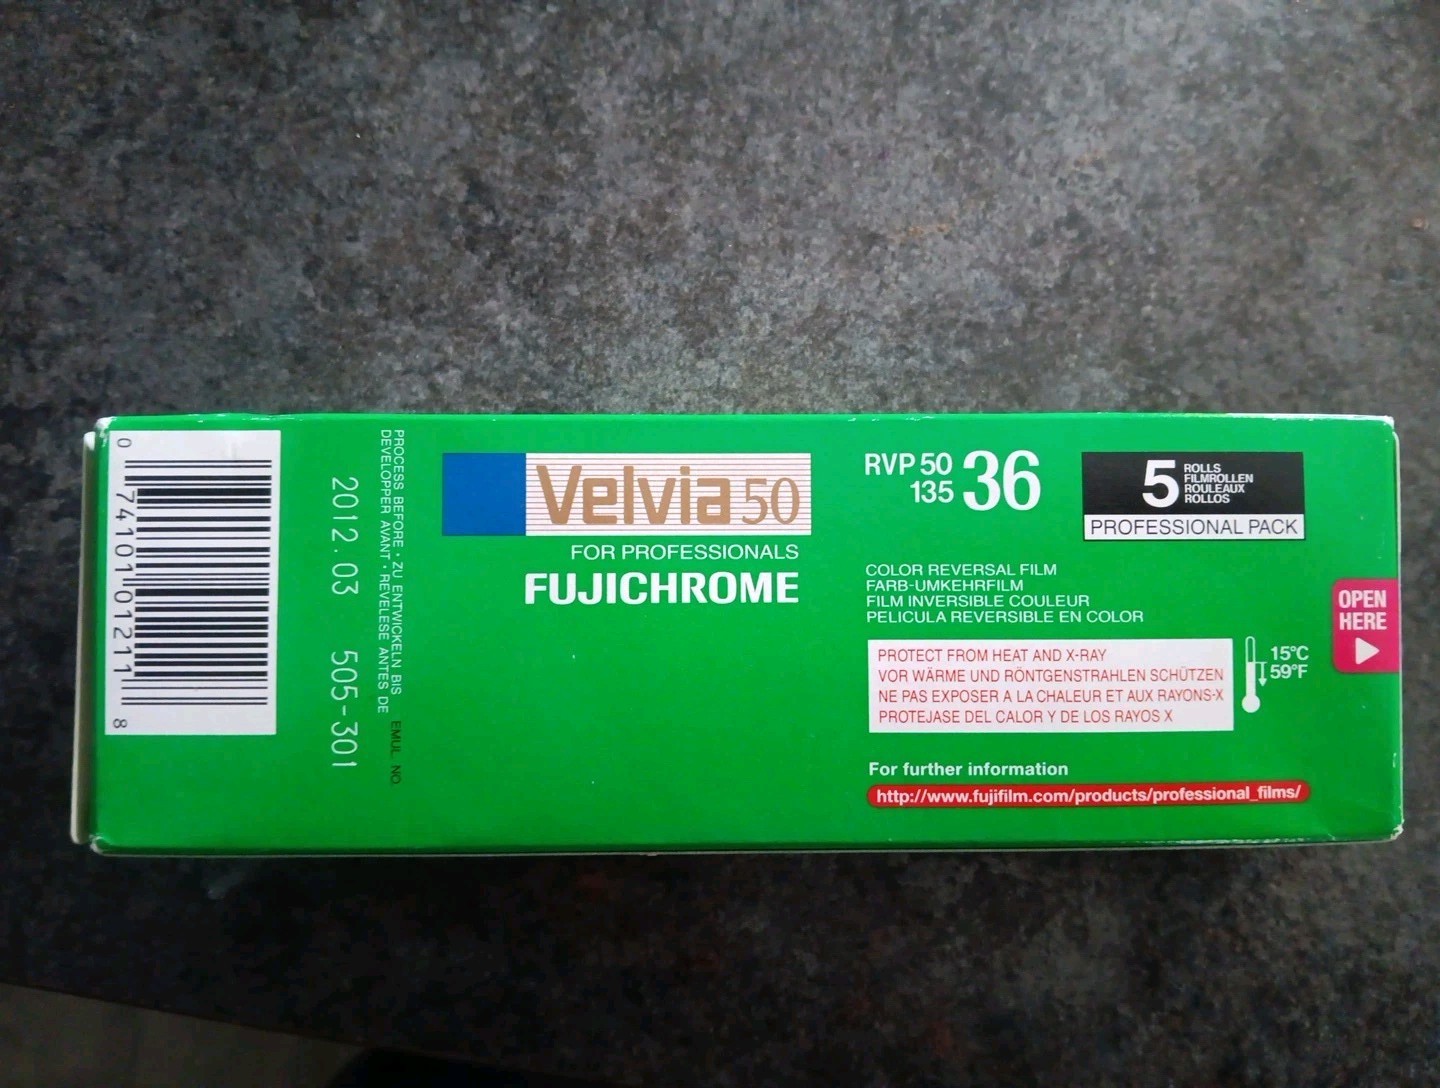 0 74101 01211 8
2012.03 505-301
PROCESS BEFORE · ZU ENTWICKELN BIS
DEVELOPPER AVANT · REVELESE ANTES DE
EMUL. NO.
Velvia 50
FOR PROFESSIONALS
FUJICHROME
RVP 50
135
36
5
ROLLS
FILMROLLEN
ROULEAUX
ROLLOS
PROFESSIONAL PACK
COLOR REVERSAL FILM
FARB-UMKEHRFILM
FILM INVERSIBLE COULEUR
PELICULA REVERSIBLE EN COLOR
PROTECT FROM HEAT AND X-RAY
VOR WÄRME UND RÖNTGENSTRAHLEN SCHÜTZEN
NE PAS EXPOSER A LA CHALEUR ET AUX RAYONS-X
PROTEJASE DEL CALOR Y DE LOS RAYOS X
15°C
59°F
OPEN
HERE
For further information
http://www.fujifilm.com/products/professional_films/